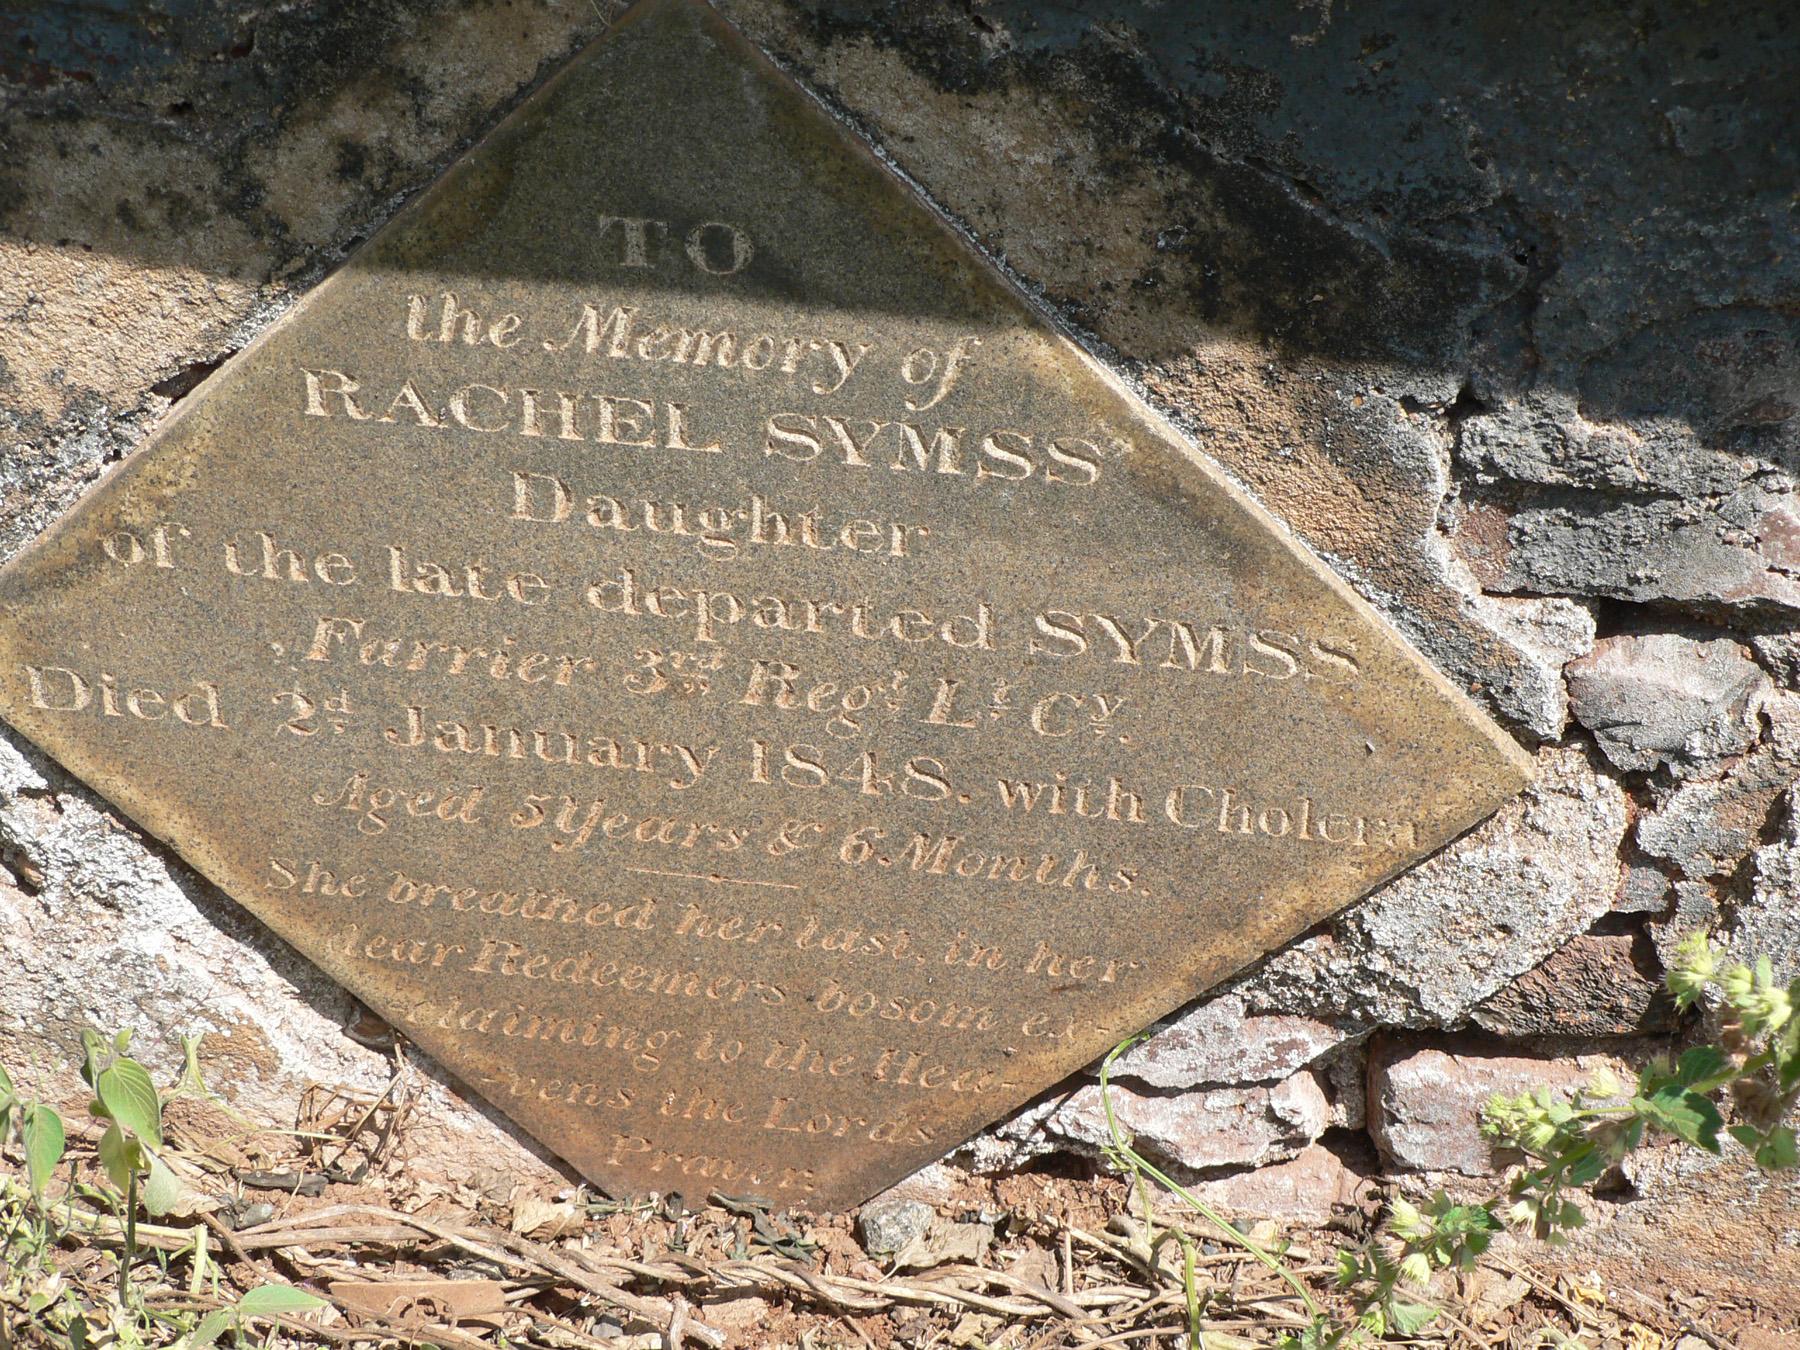 TO
the Memory of
RACHEL SYMSS
Daughter
of the late departed SYMSS
Farrier 3rd Regt. Lt. Cy.
Died 2d. January 1848. with Cholera
Aged 5 Years & 6 Months.
She breathed her last, in her
dear Redeemers bosom ex-
claiming to the Hea-
vens the Lords
Prayer.